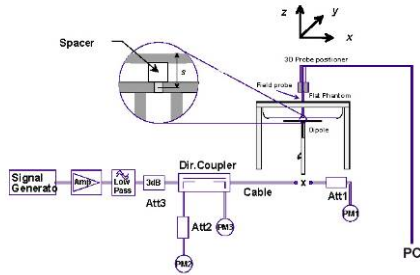 z
y
x
Spacer
s
3D Probe positioner
Field probe
Flat Phantom
Dipole
Signal
Generato
Amp
Low
Pass
3dB
Att3
Dir.Coupler
Cable
x
Att1
PM1
Att2
PM3
PM2
PC